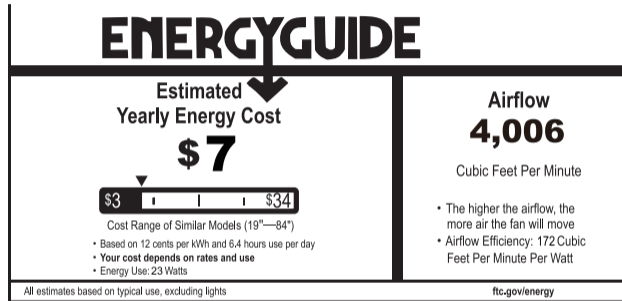 ENERGYGUIDE
Estimated
Yearly Energy Cost
$7
$3
$34
Cost Range of Similar Models (19"—84")
• Based on 12 cents per kWh and 6.4 hours use per day
• Your cost depends on rates and use
• Energy Use: 23 Watts
Airflow
4,006
Cubic Feet Per Minute
• The higher the airflow, the
more air the fan will move
• Airflow Efficiency: 172 Cubic
Feet Per Minute Per Watt
All estimates based on typical use, excluding lights
ftc.gov/energy